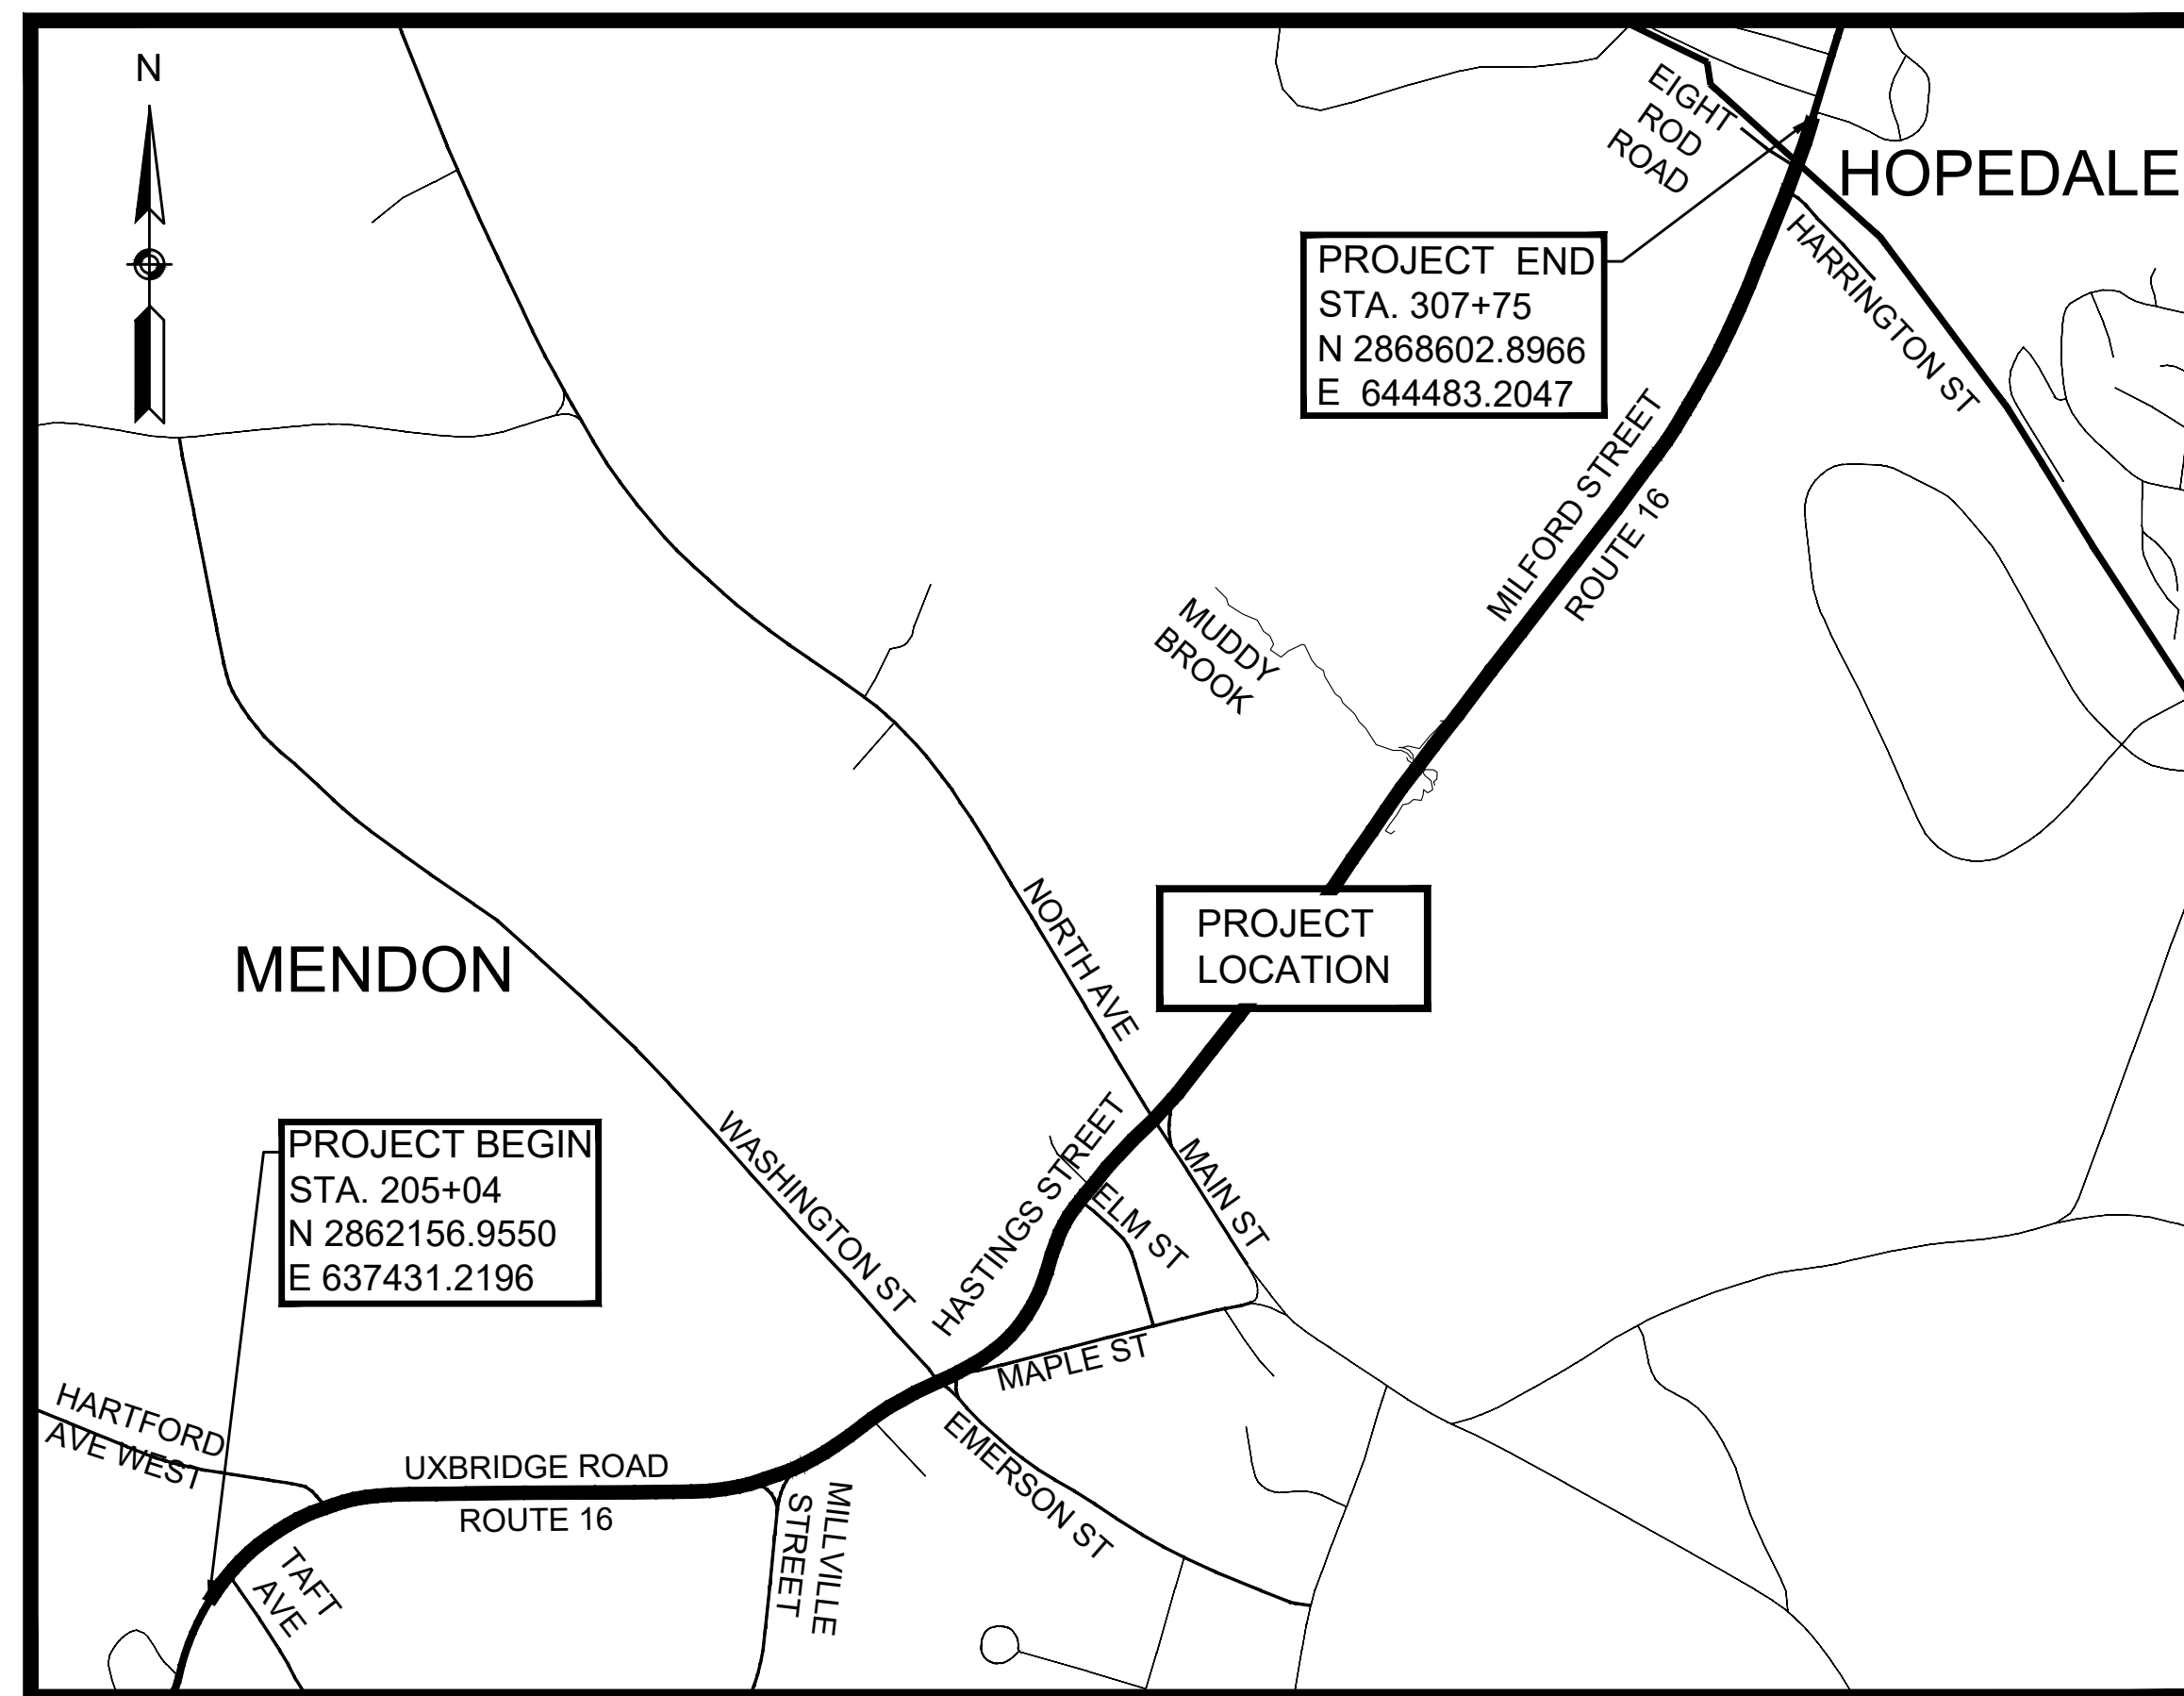 N
EIGHT
ROD
ROAD
HOPEDALE
HARRINGTON ST
PROJECT END
STA. 307+75
N 2868602.8966
E 644483.2047
MILFORD STREET
ROUTE 16
MUDDY
BROOK
NORTH AVE
PROJECT
LOCATION
MENDON
PROJECT BEGIN
STA. 205+04
N 2862156.9550
E 637431.2196
WASHINGTON ST
HASTINGS STREET
MAIN ST
ELM ST
MAPLE ST
HARTFORD
AVE WEST
UXBRIDGE ROAD
ROUTE 16
EMERSON ST
MILLVILLE
STREET
TAFT
AVE